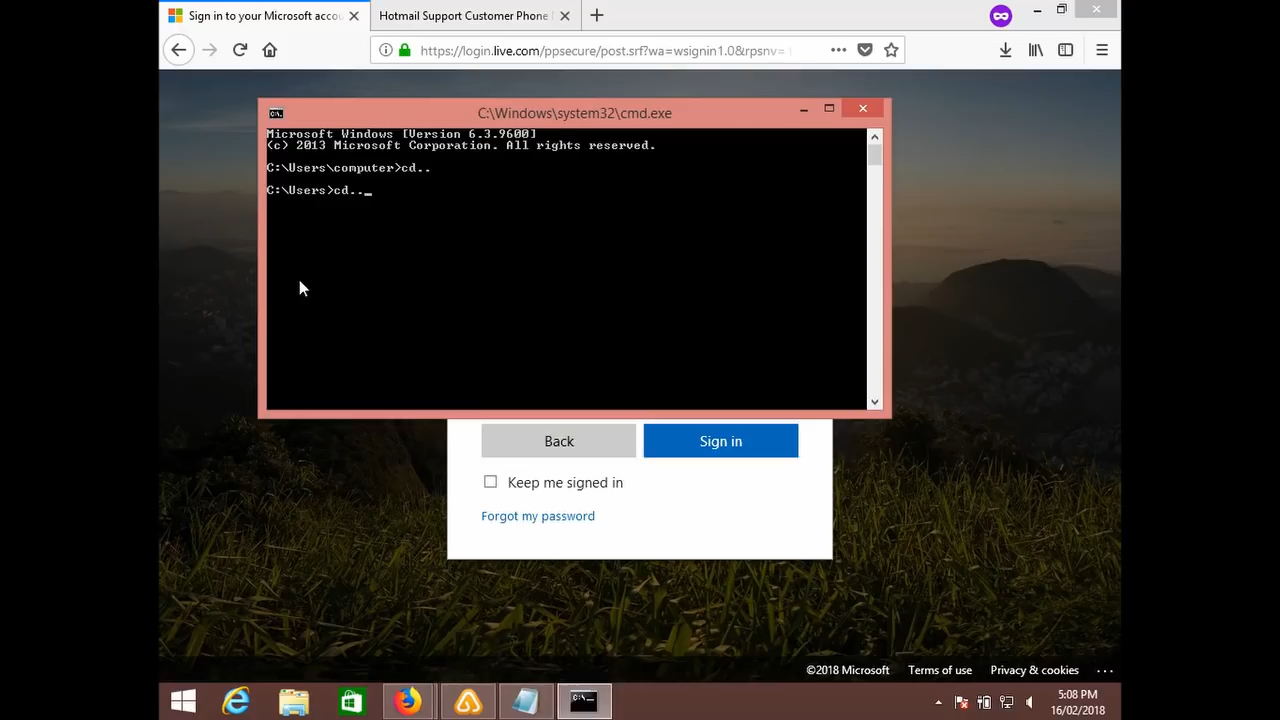 Sign in to your Microsoft accou
Hotmail Support Customer Phone
https://login.live.com/ppsecure/post.srf?wa=wsignin1.0&rpsnv=
C:\Windows\system32\cmd.exe
Microsoft Windows [Version 6.3.9600]
(c) 2013 Microsoft Corporation. All rights reserved.
C:\Users\computer>cd..
C:\Users>cd.._
Back
Sign in
Keep me signed in
Forgot my password
©2018 Microsoft
Terms of use
Privacy & cookies
...
5:08 PM
16/02/2018